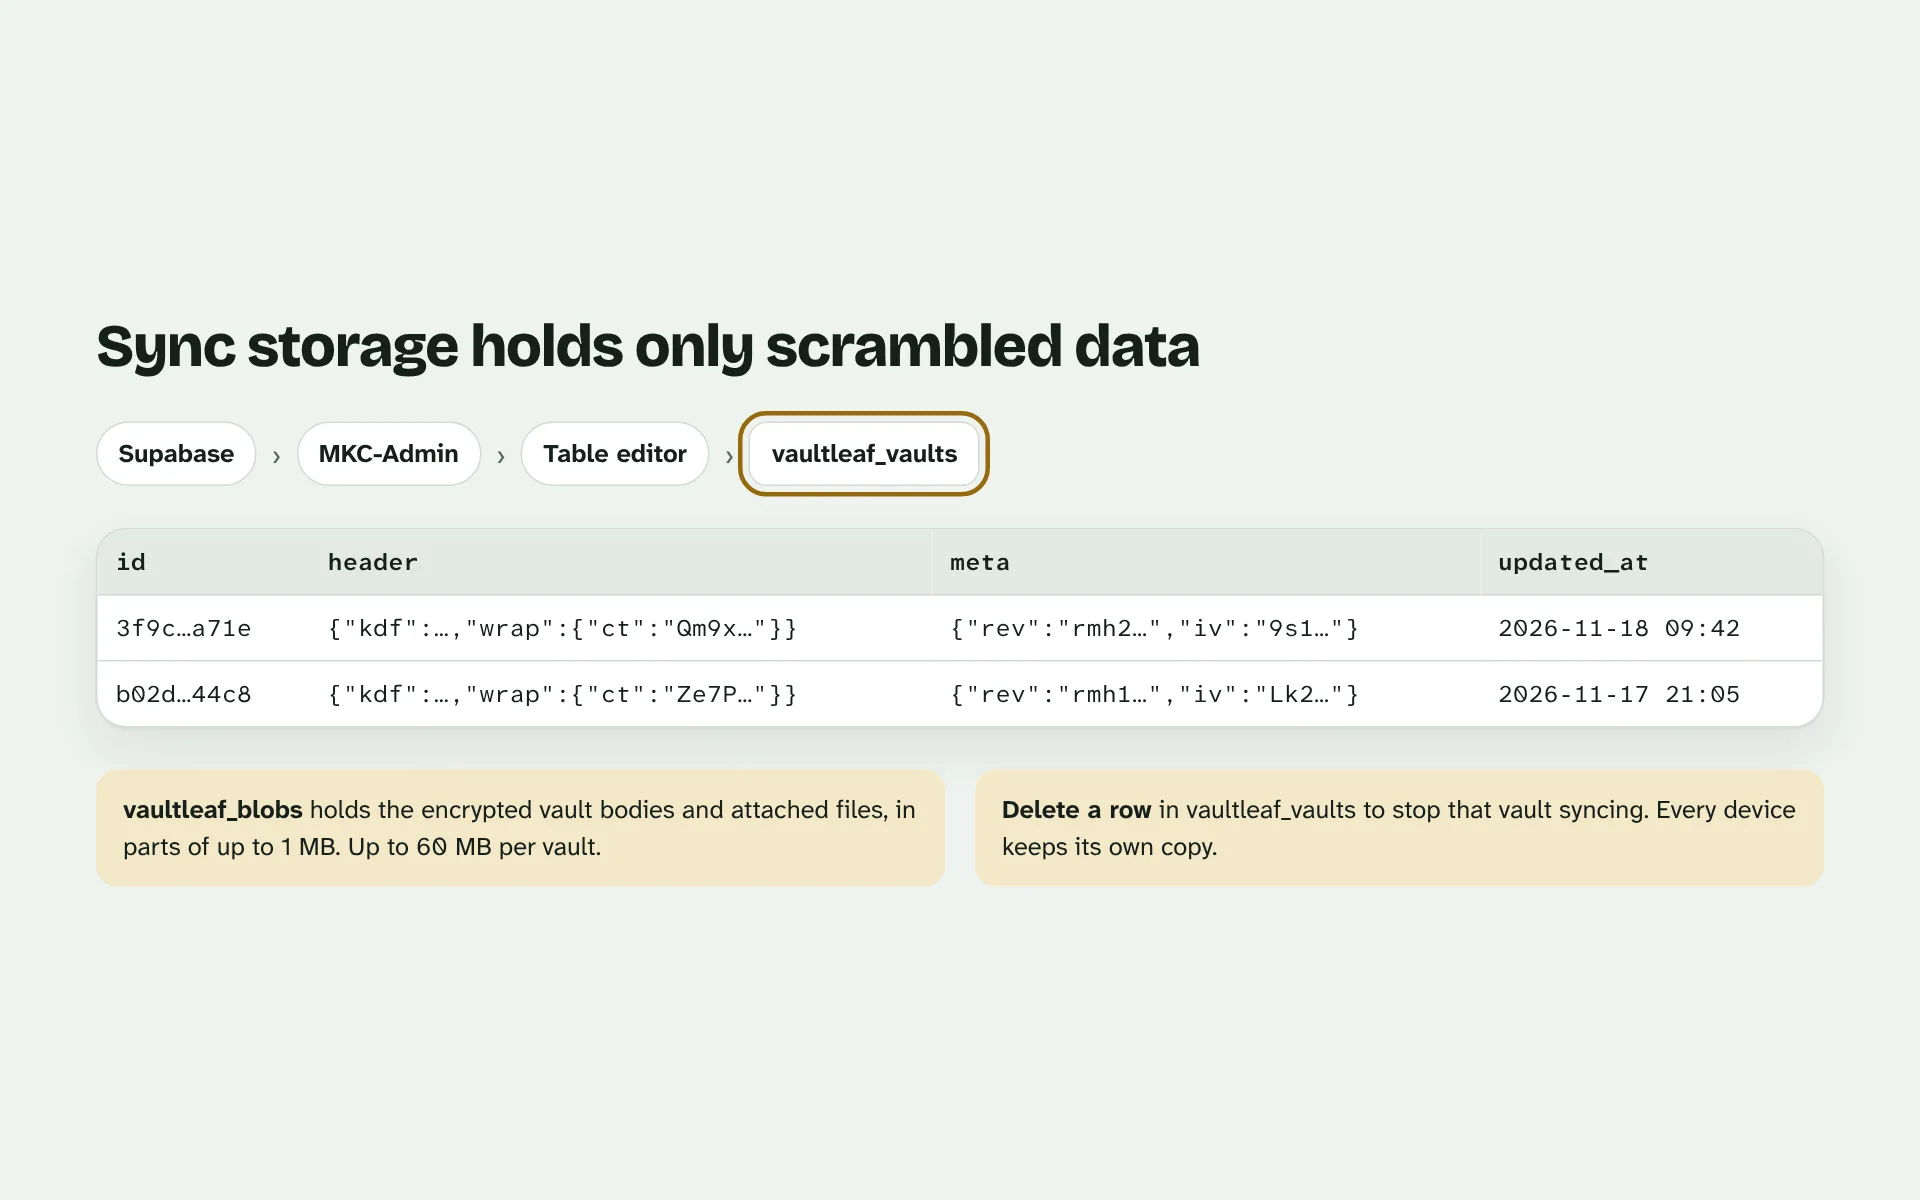 Sync storage holds only scrambled data
Supabase › MKC-Admin › Table editor › vaultleaf_vaults
id header meta updated_at
3f9c…a71e {"kdf":…,"wrap":{"ct":"Qm9x…"}} {"rev":"rmh2…","iv":"9s1…"} 2026-11-18 09:42
b02d…44c8 {"kdf":…,"wrap":{"ct":"Ze7P…"}} {"rev":"rmh1…","iv":"Lk2…"} 2026-11-17 21:05
vaultleaf_blobs holds the encrypted vault bodies and attached files, in
parts of up to 1 MB. Up to 60 MB per vault.
Delete a row in vaultleaf_vaults to stop that vault syncing. Every device
keeps its own copy.